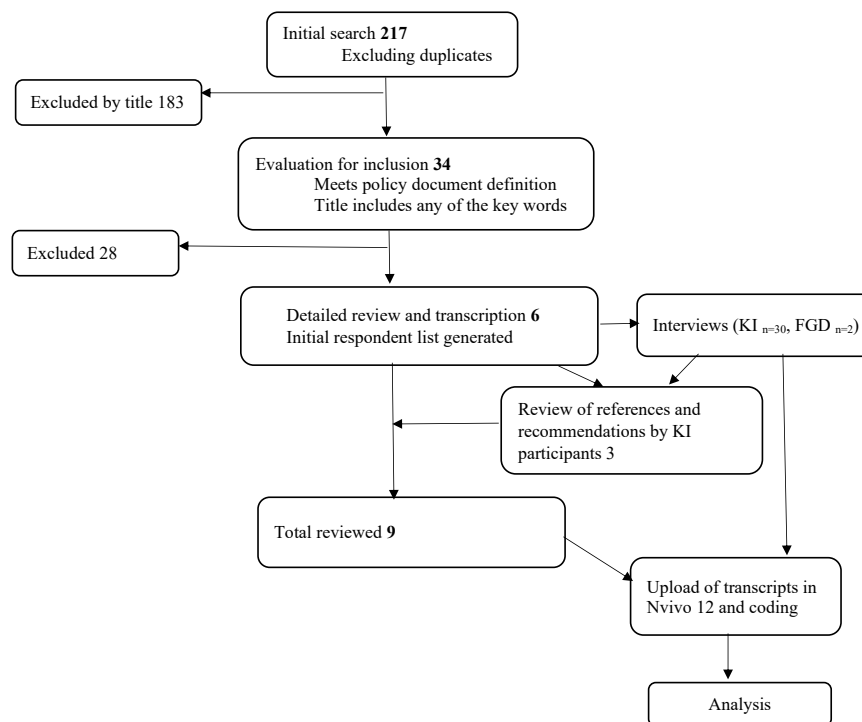 Initial search 217
Excluding duplicates
Excluded by title 183
Evaluation for inclusion 34
Meets policy document definition
Title includes any of the key words
Excluded 28
Detailed review and transcription 6
Initial respondent list generated
Interviews (KI n=30, FGD n=2)
Review of references and
recommendations by KI
participants 3
Total reviewed 9
Upload of transcripts in
Nvivo 12 and coding
Analysis